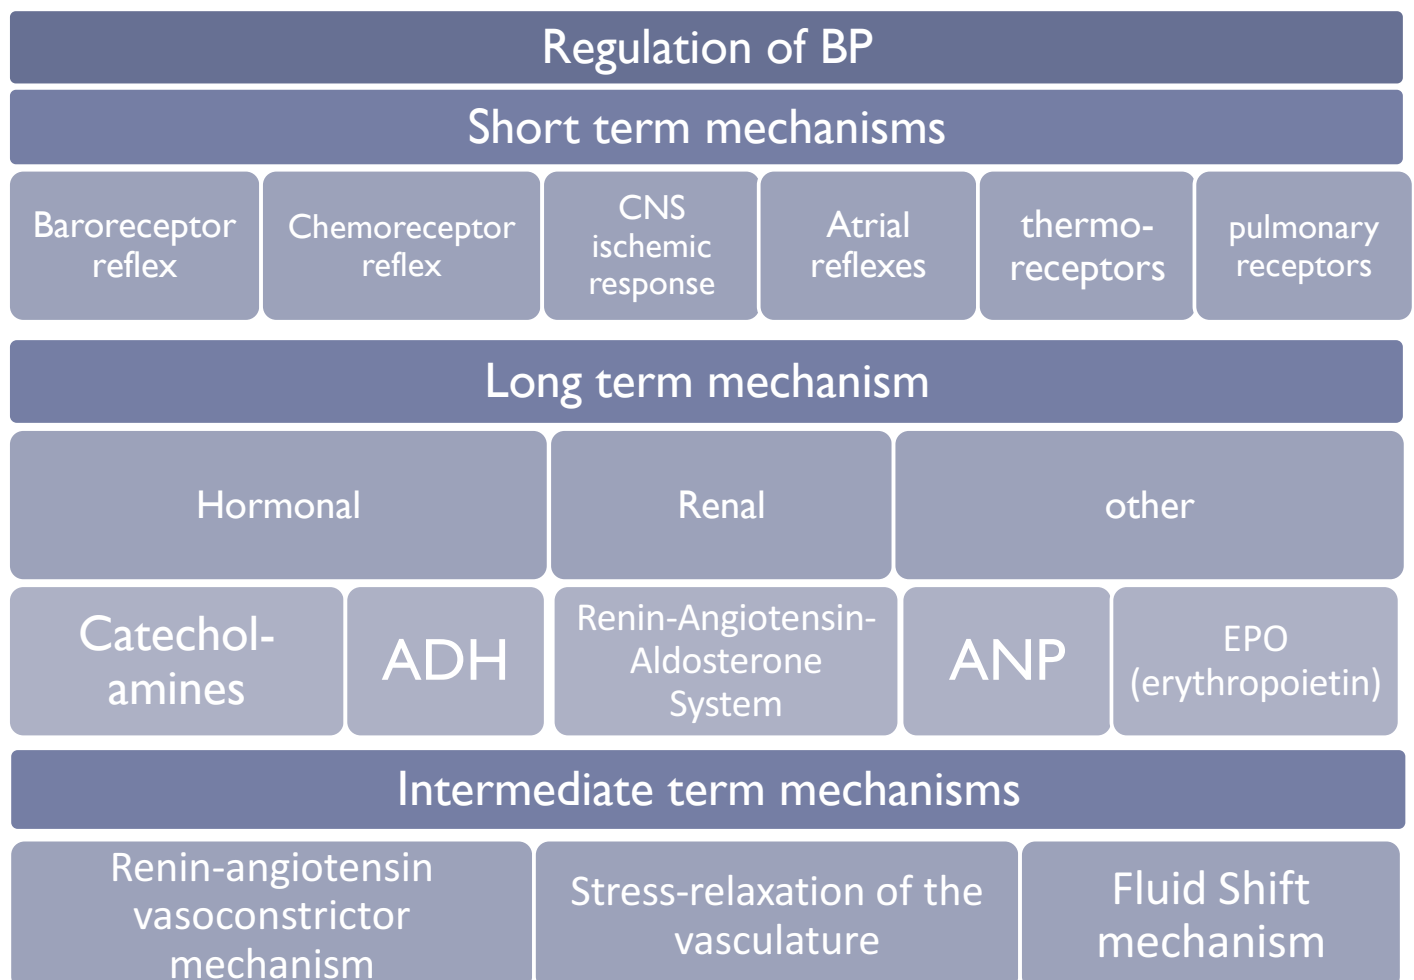 Regulation of BP
Short term mechanisms
Baroreceptor
reflex
Chemoreceptor
reflex
CNS
ischemic
response
Atrial
reflexes
thermo-
receptors
pulmonary
receptors
Long term mechanism
Hormonal
Renal
other
Catechol-
amines
ADH
Renin-Angiotensin-
Aldosterone
System
ANP
EPO
(erythropoietin)
Intermediate term mechanisms
Renin-angiotensin
vasoconstrictor
mechanism
Stress-relaxation of the
vasculature
Fluid Shift
mechanism